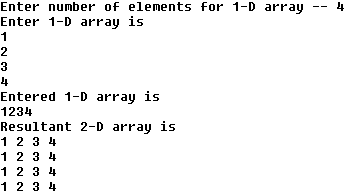 Enter number of elements for 1-D array -- 4
Enter 1-D array is
1
2
3
4
Entered 1-D array is
1234
Resultant 2-D array is
1 2 3 4
1 2 3 4
1 2 3 4
1 2 3 4